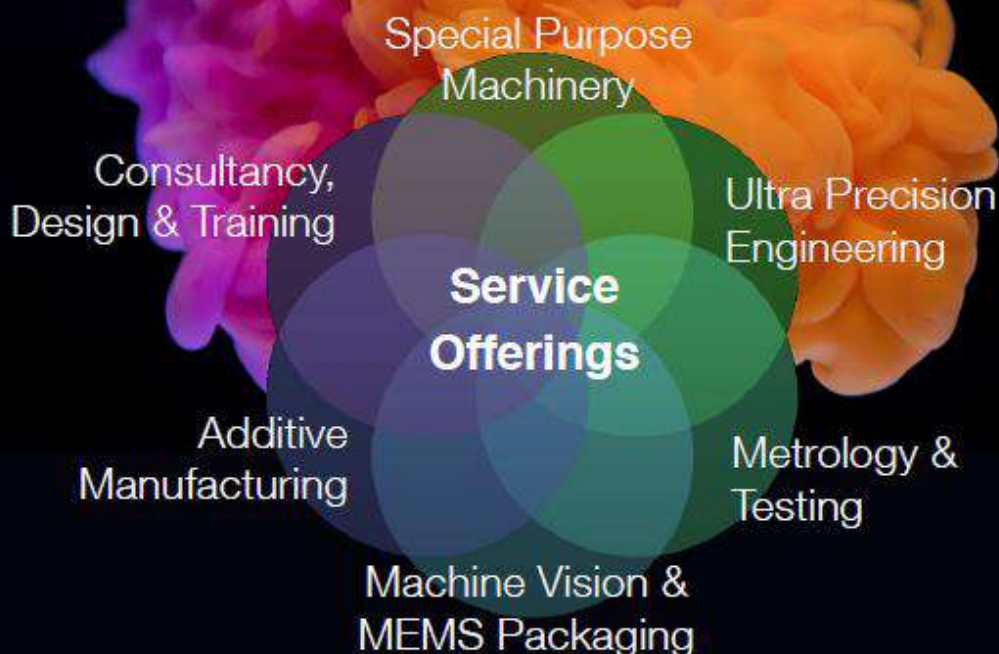 Special Purpose
Machinery
Consultancy,
Design & Training
Ultra Precision
Engineering
Service
Offerings
Additive
Manufacturing
Metrology &
Testing
Machine Vision &
MEMS Packaging